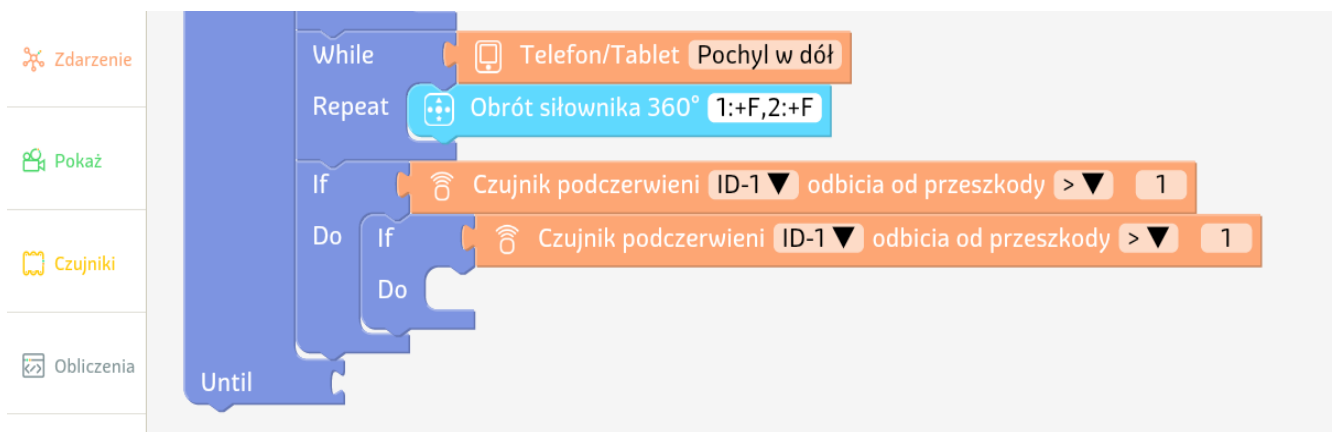 Zdarzenie
Pokaż
Czujniki
Obliczenia
While Telefon/Tablet Pochyl w dół
Repeat Obrót siłownika 360° 1:+F,2:+F
If Czujnik podczerwieni ID-1 ▼ odbicia od przeszkody > ▼ 1
Do If Czujnik podczerwieni ID-1 ▼ odbicia od przeszkody > ▼ 1
Do
Until